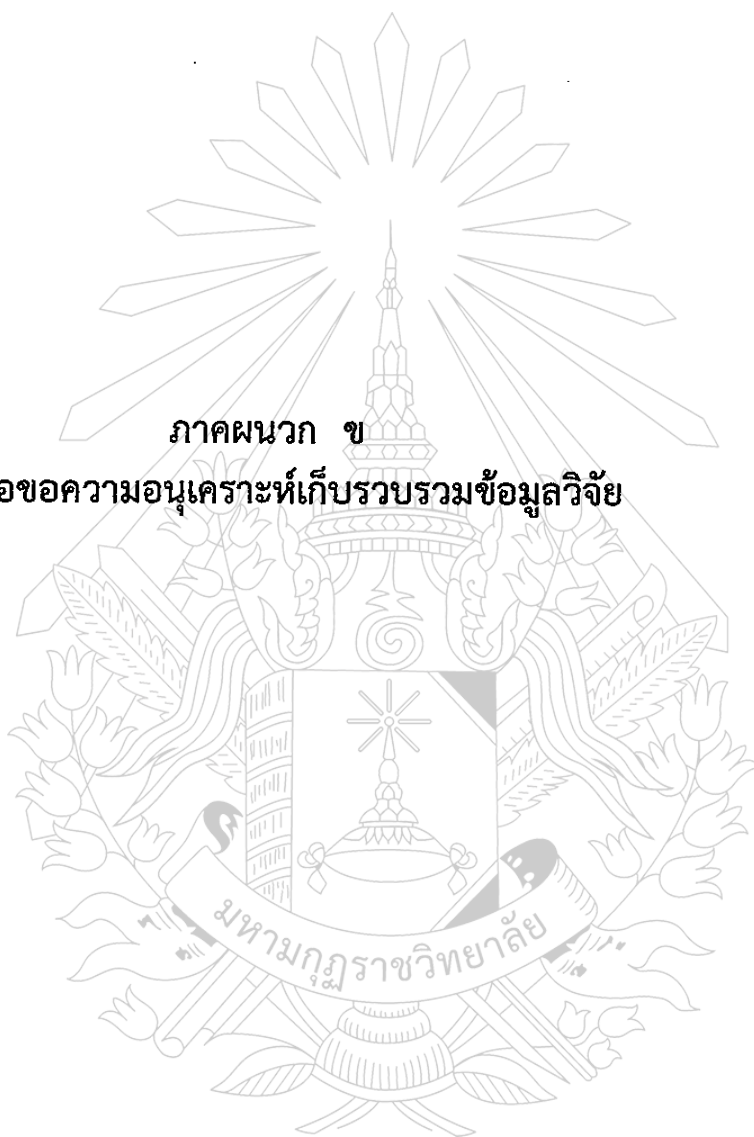 ภาคผนวก ข
อขอความอนุเคราะห์เก็บรวบรวมข้อมูลวิจัย
มหามกุฏราชวิทยาลัย